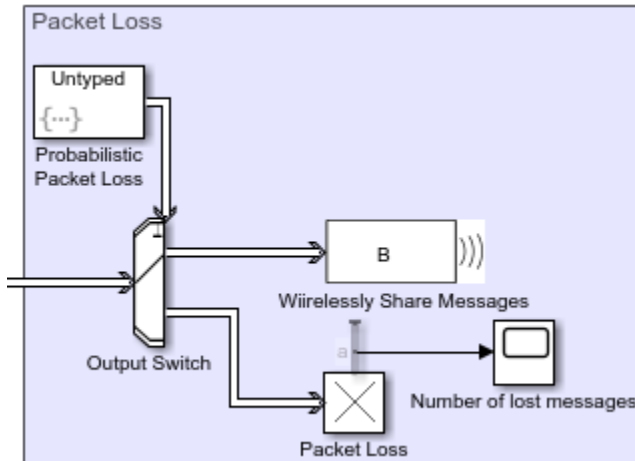 Packet Loss
Untyped
{...}
Probabilistic
Packet Loss
B
Wiirelessly Share Messages
Output Switch
a
Number of lost messages
Packet Loss